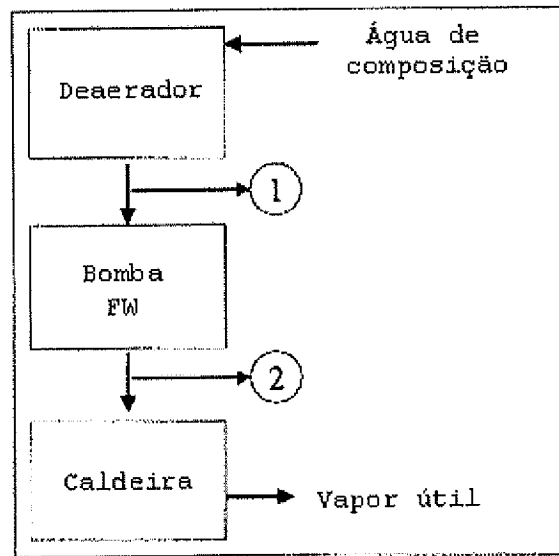 Água de
composição
Deaerador
1
Bomba
FW
2
Caldeira
Vapor útil